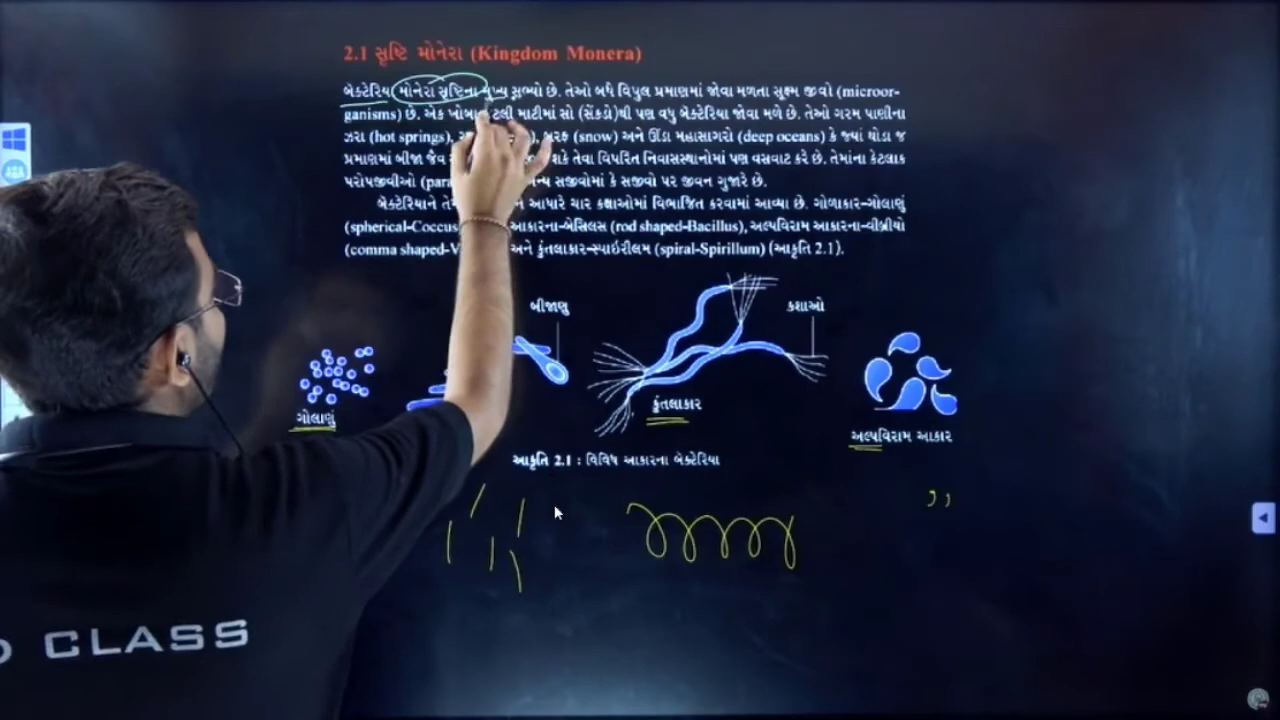 2.1 સૃષ્ટિ મોનેરા (Kingdom Monera)
બેક્ટેરિયા મોનેરા સૃષ્ટિના મુખ્ય સભ્યો છે. તેઓ બધે વિપુલ પ્રમાણમાં જોવા મળતા સૂક્ષ્મ જીવો (microor-
ganisms) છે. એક ખોબા માટીમાં સો (સેંકડો)થી પણ વધુ બેક્ટેરિયા જોવા મળે છે. તેઓ ગરમ પાણીના
ઝરા (hot springs), બરફ (snow) અને ઊંડા મહાસાગરો (deep oceans) કે જ્યાં થોડા જ
પ્રમાણમાં બીજા જૈવ શકે તેવા વિપરિત નિવાસસ્થાનોમાં પણ વસવાટ કરે છે. તેમાંના કેટલાક
પરોપજીવીઓ સજીવોમાં કે સજીવો પર જીવન ગુજારે છે.
બેક્ટેરિયાને આધારે ચાર કક્ષાઓમાં વિભાજિત કરવામાં આવ્યા છે. ગોળાકાર-ગોલાણું
(spherical-Coccus આકારના-બેસિલસ (rod shaped-Bacillus), અલ્પવિરામ આકારના-વીબ્રીયો
(comma shaped-V અને કુંતલાકાર-સ્પાઇરીલમ (spiral-Spirillum) (આકૃતિ 2.1).
બીજાણુ
કશાઓ
ગોલાણું
કુંતલાકાર
અલ્પવિરામ આકાર
આકૃતિ 2.1 : વિવિધ આકારના બેક્ટેરિયા
,,
CLASS